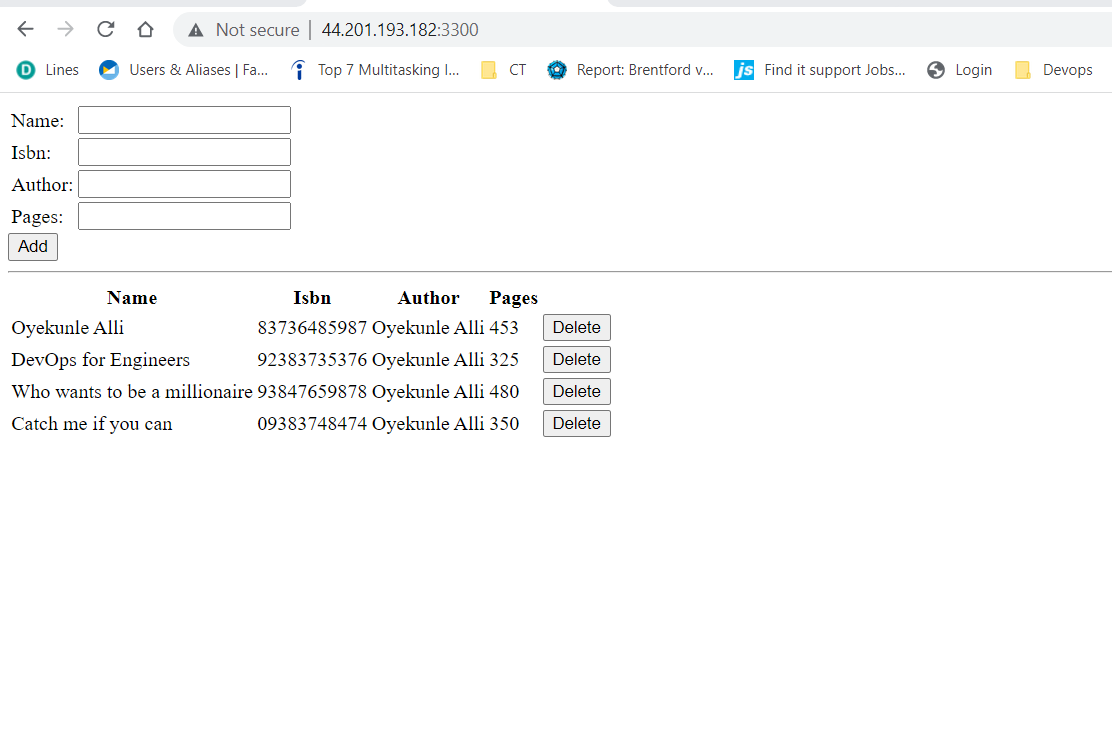 Not secure | 44.201.193.182:3300
Lines Users & Aliases | Fa... Top 7 Multitasking I... CT Report: Brentford v... js Find it support Jobs... Login Devops
Name:
Isbn:
Author:
Pages:
Add
Name Isbn Author Pages
Oyekunle Alli 83736485987 Oyekunle Alli 453 Delete
DevOps for Engineers 92383735376 Oyekunle Alli 325 Delete
Who wants to be a millionaire 93847659878 Oyekunle Alli 480 Delete
Catch me if you can 09383748474 Oyekunle Alli 350 Delete